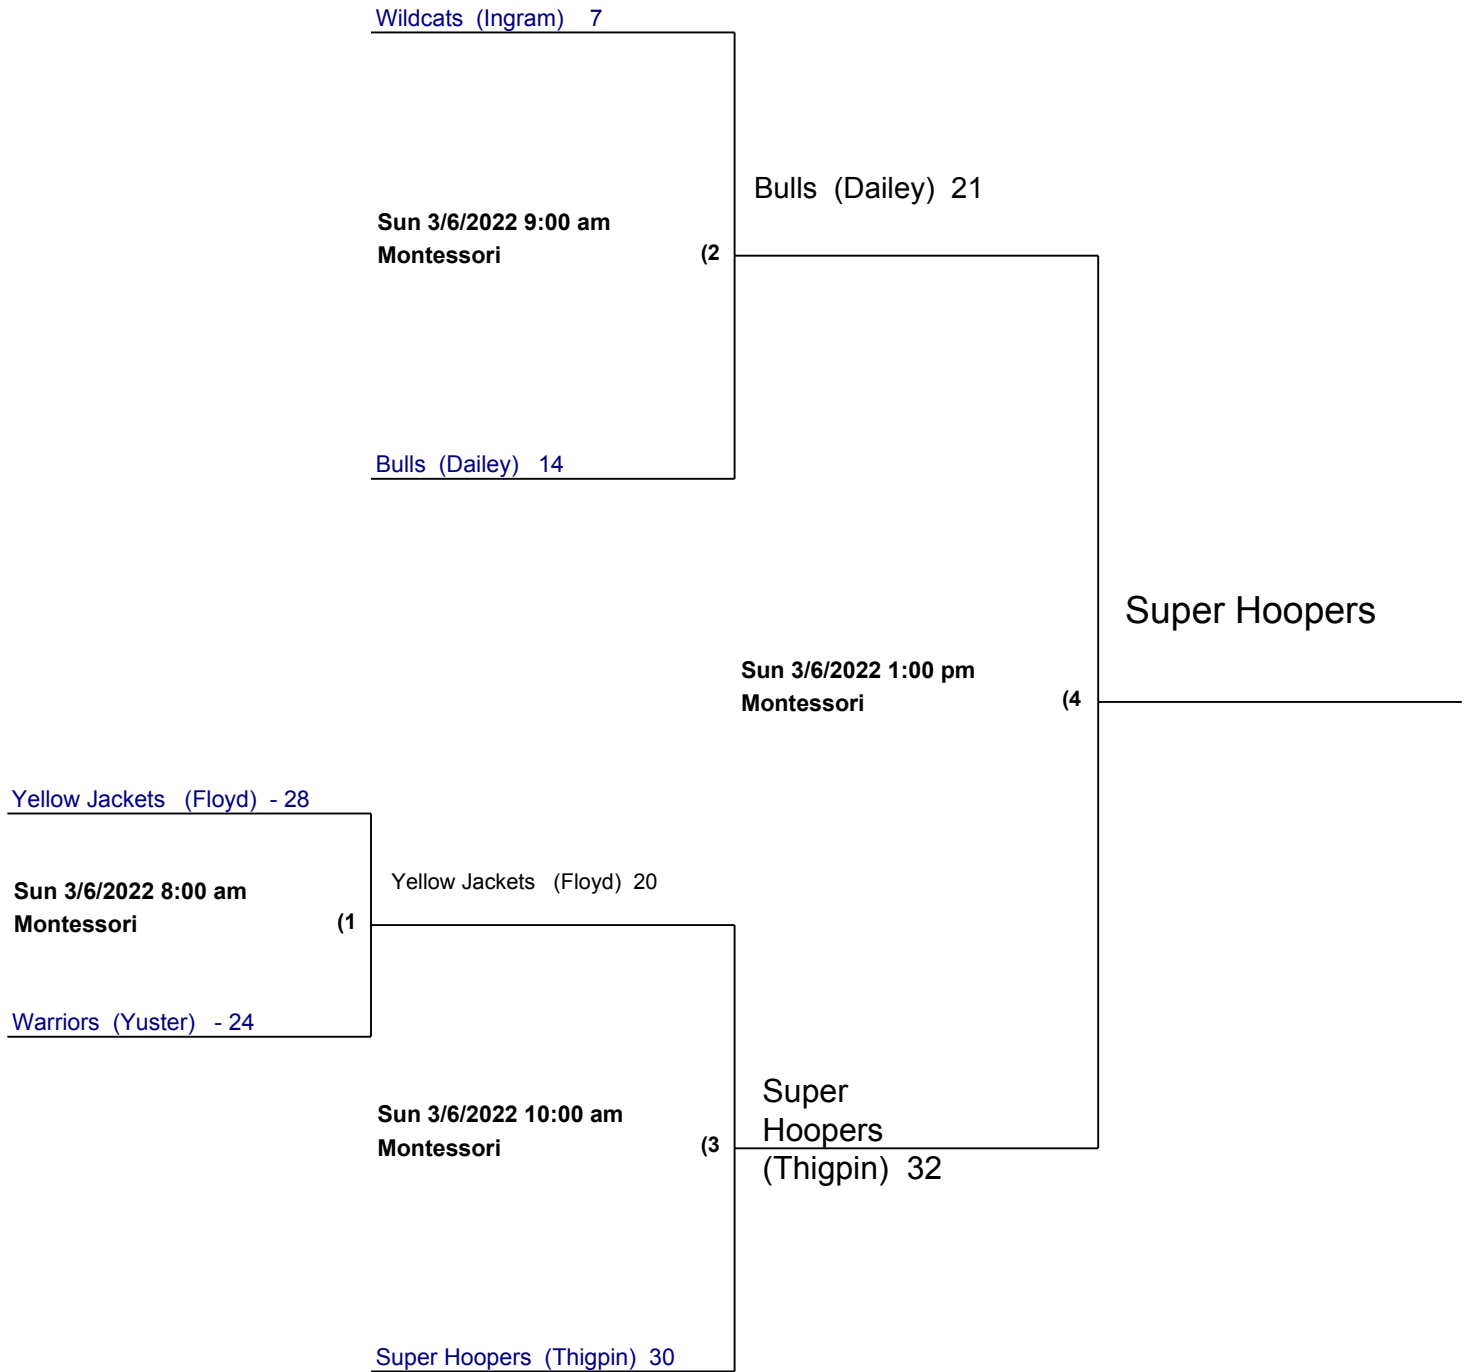 Wildcats (Ingram) 7
Bulls (Dailey) 21
Sun 3/6/2022 9:00 am
Montessori (2
Bulls (Dailey) 14
Super Hoopers
Sun 3/6/2022 1:00 pm
Montessori (4
Yellow Jackets (Floyd) - 28
Yellow Jackets (Floyd) 20
Sun 3/6/2022 8:00 am
Montessori (1
Warriors (Yuster) - 24
Super
Hoopers
(Thigpin) 32
Sun 3/6/2022 10:00 am
Montessori (3
Super Hoopers (Thigpin) 30